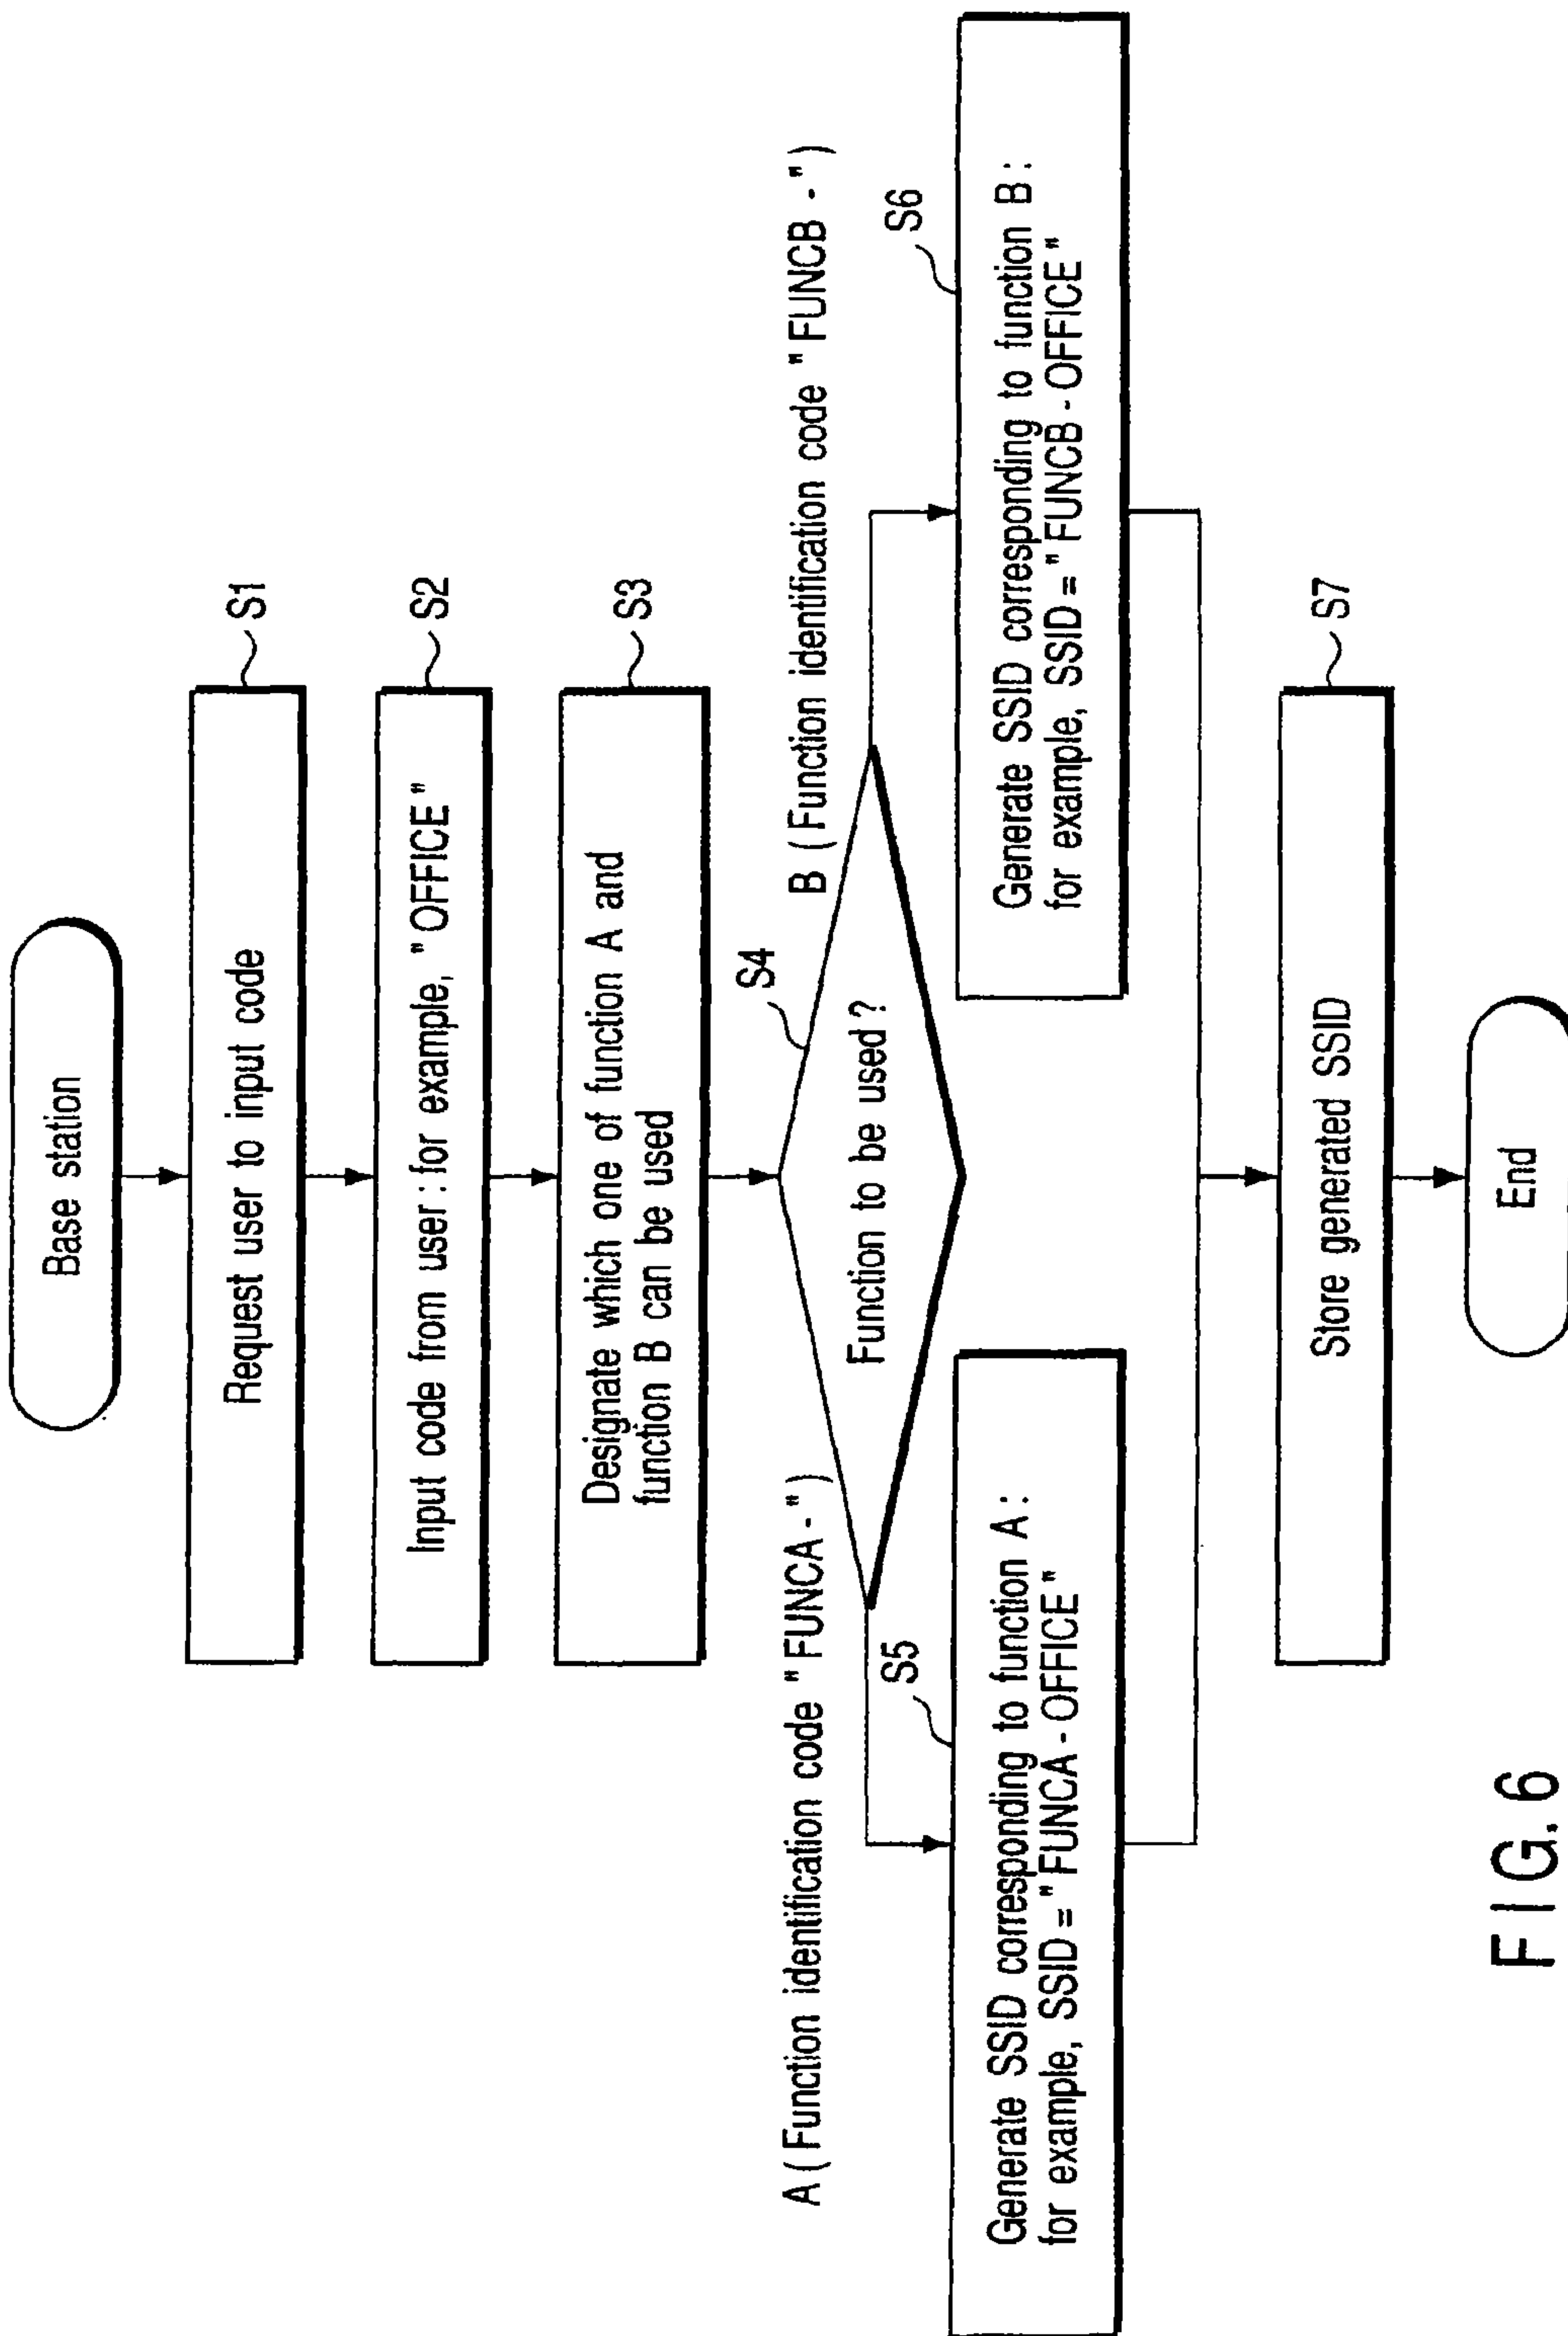 Base station
Request user to input code
S1
Input code from user : for example, " OFFICE "
S2
Designate which one of function A and
function B can be used
S3
S4
Function to be used ?
A ( Function identification code " FUNCA - " )
B ( Function identification code " FUNCB - " )
S5
Generate SSID corresponding to function A :
for example, SSID = " FUNCA - OFFICE "
S6
Generate SSID corresponding to function B :
for example, SSID = " FUNCB - OFFICE "
Store generated SSID
S7
End
FIG. 6